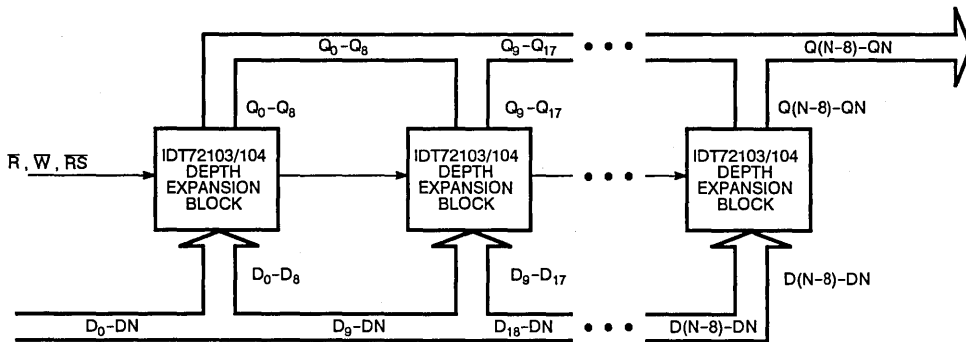 Q₀–Q₈ Q₉–Q₁₇ • • • Q(N–8)–QN
Q₀–Q₈ Q₉–Q₁₇ Q(N–8)–QN
R̅ , W̅, R̅S̅
IDT72103/104
DEPTH
EXPANSION
BLOCK
IDT72103/104
DEPTH
EXPANSION
BLOCK
• • •
IDT72103/104
DEPTH
EXPANSION
BLOCK
D₀–D₈ D₉–D₁₇ D(N–8)–DN
D₀–DN D₉–DN D₁₈–DN • • • D(N–8)–DN